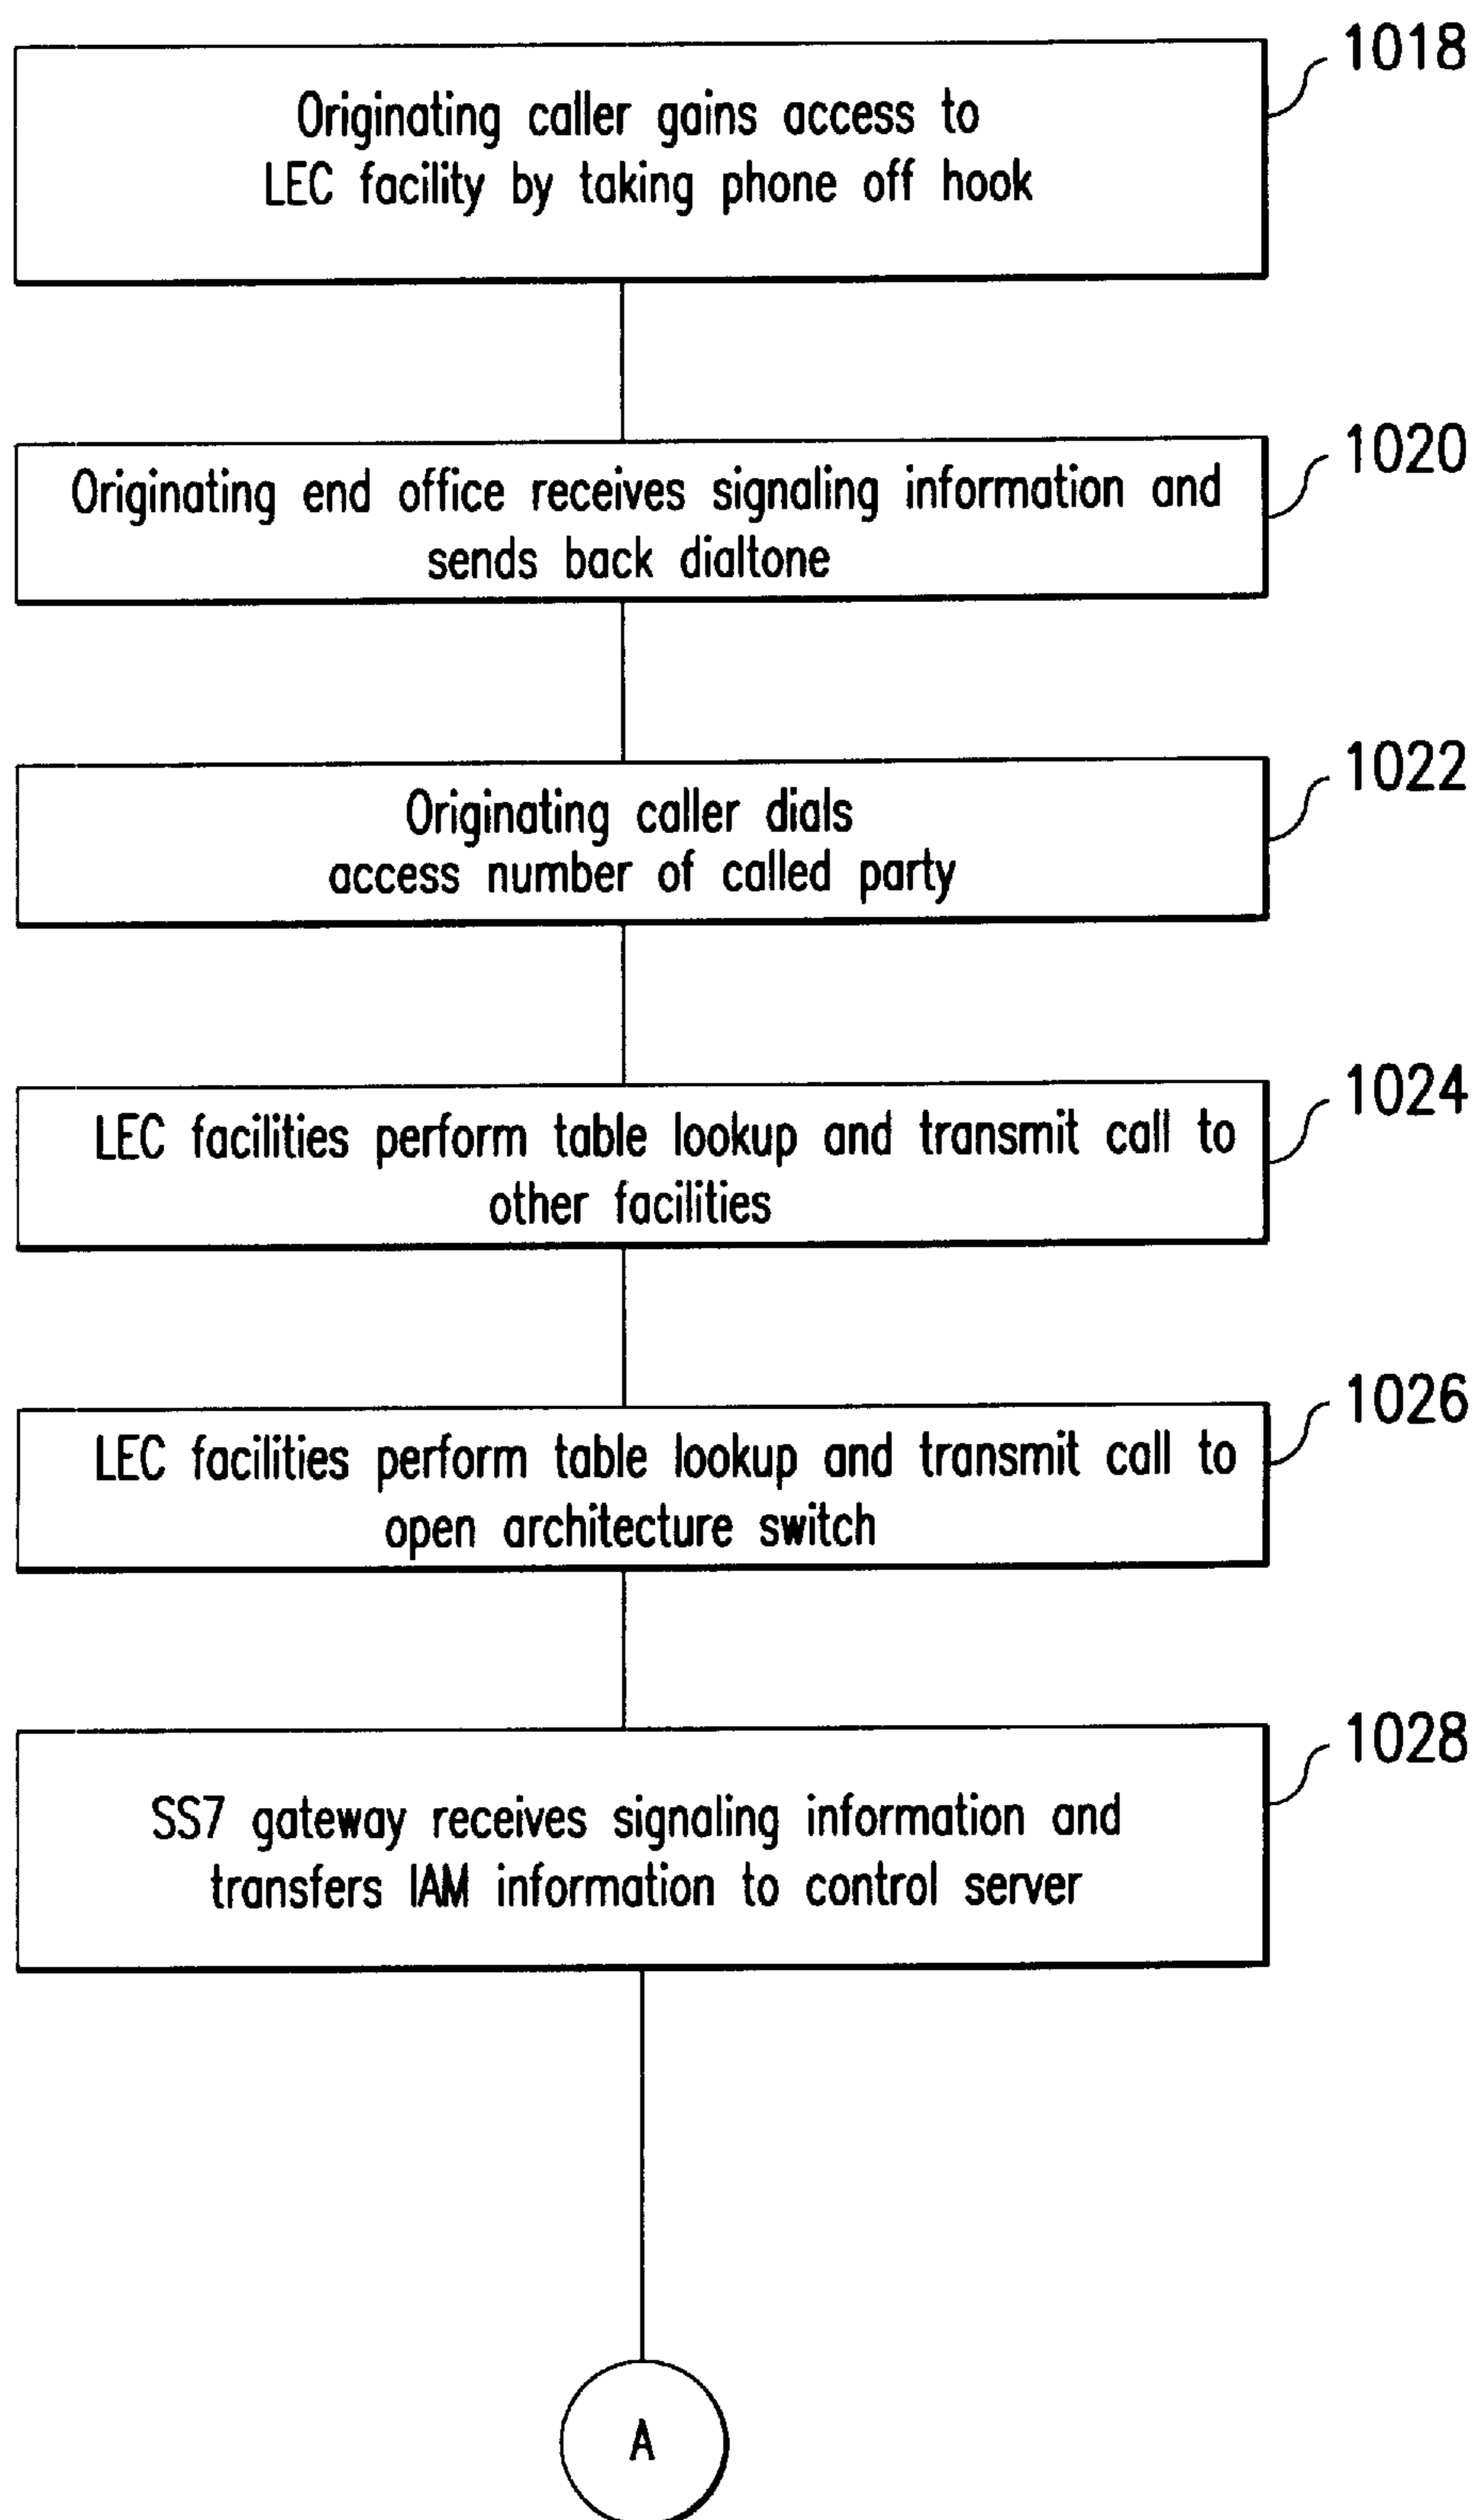 1018
Originating caller gains access to
LEC facility by taking phone off hook
1020
Originating end office receives signaling information and
sends back dialtone
1022
Originating caller dials
access number of called party
1024
LEC facilities perform table lookup and transmit call to
other facilities
1026
LEC facilities perform table lookup and transmit call to
open architecture switch
1028
SS7 gateway receives signaling information and
transfers IAM information to control server
A